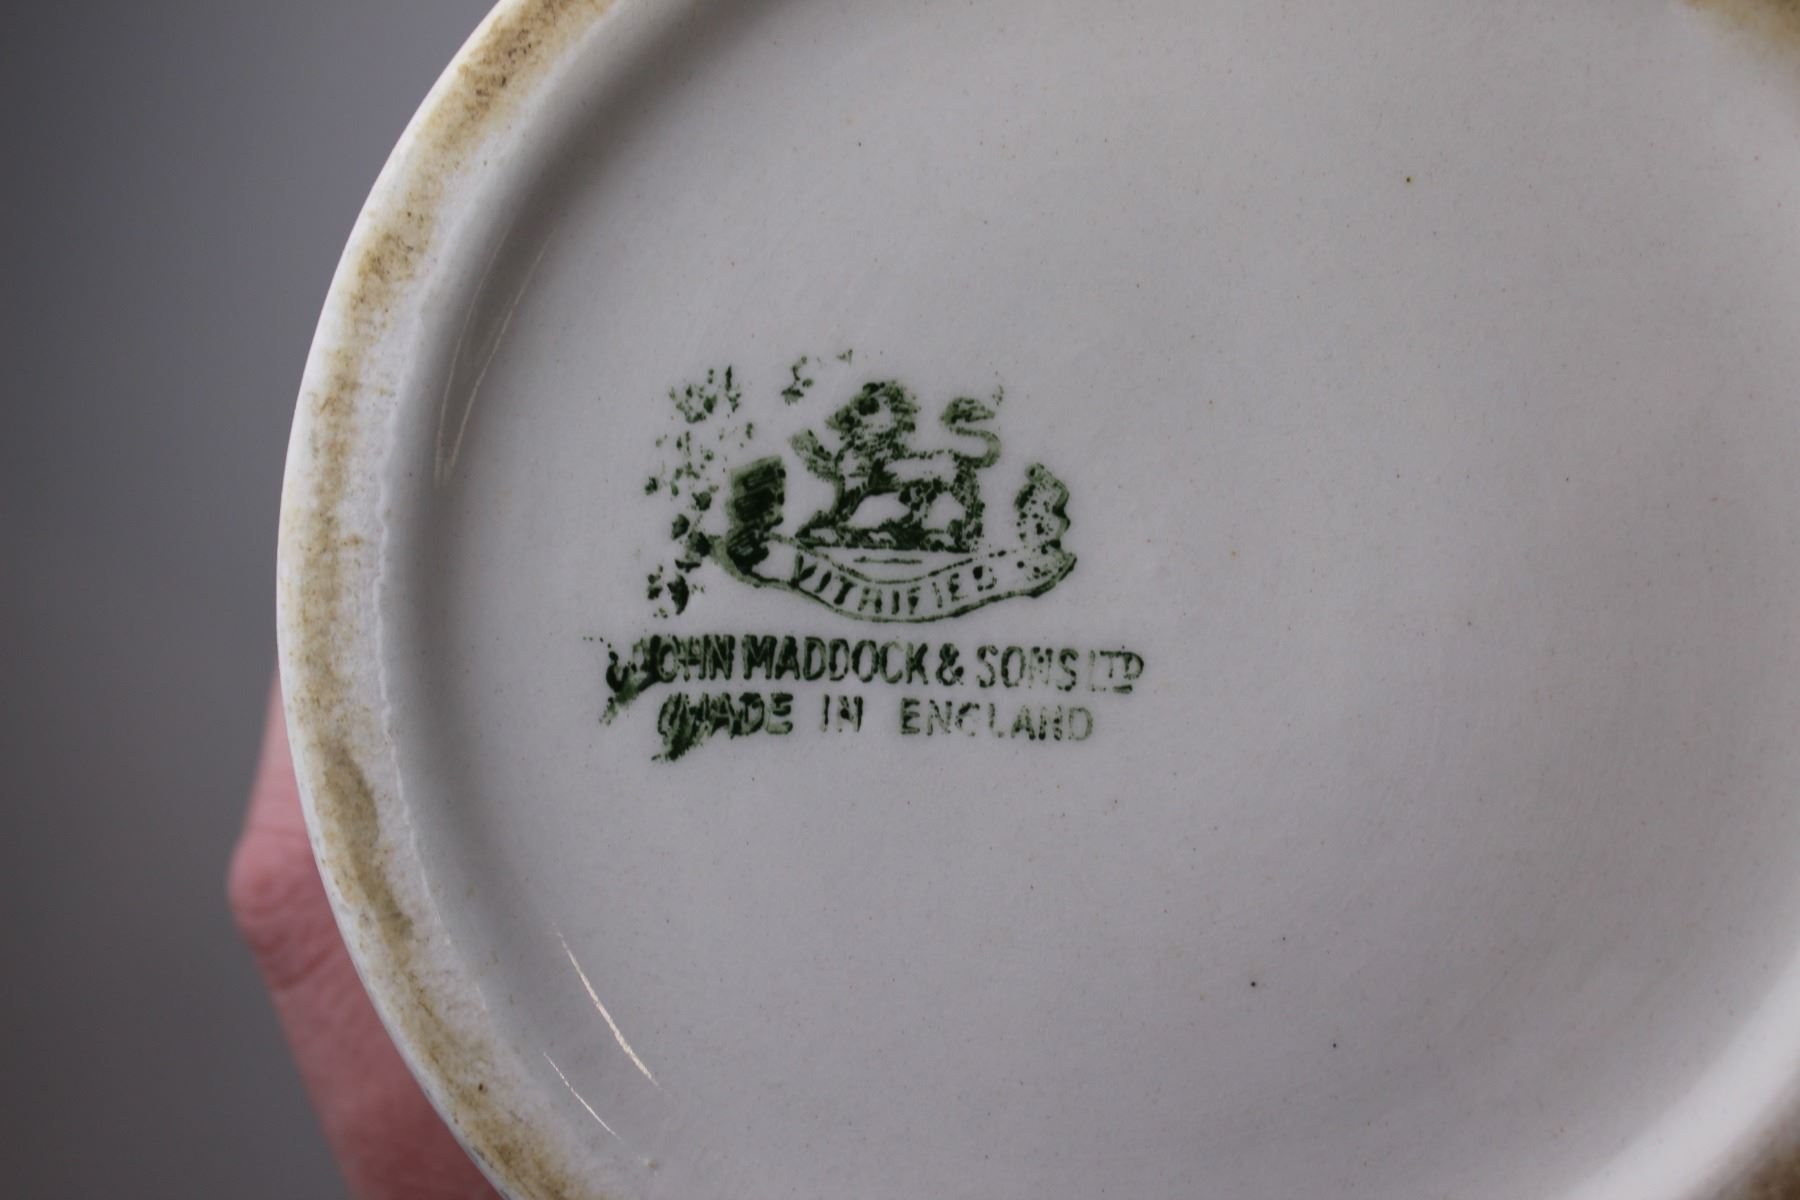 VITRIFIED
JOHN MADDOCK & SONS LTD
MADE IN ENGLAND